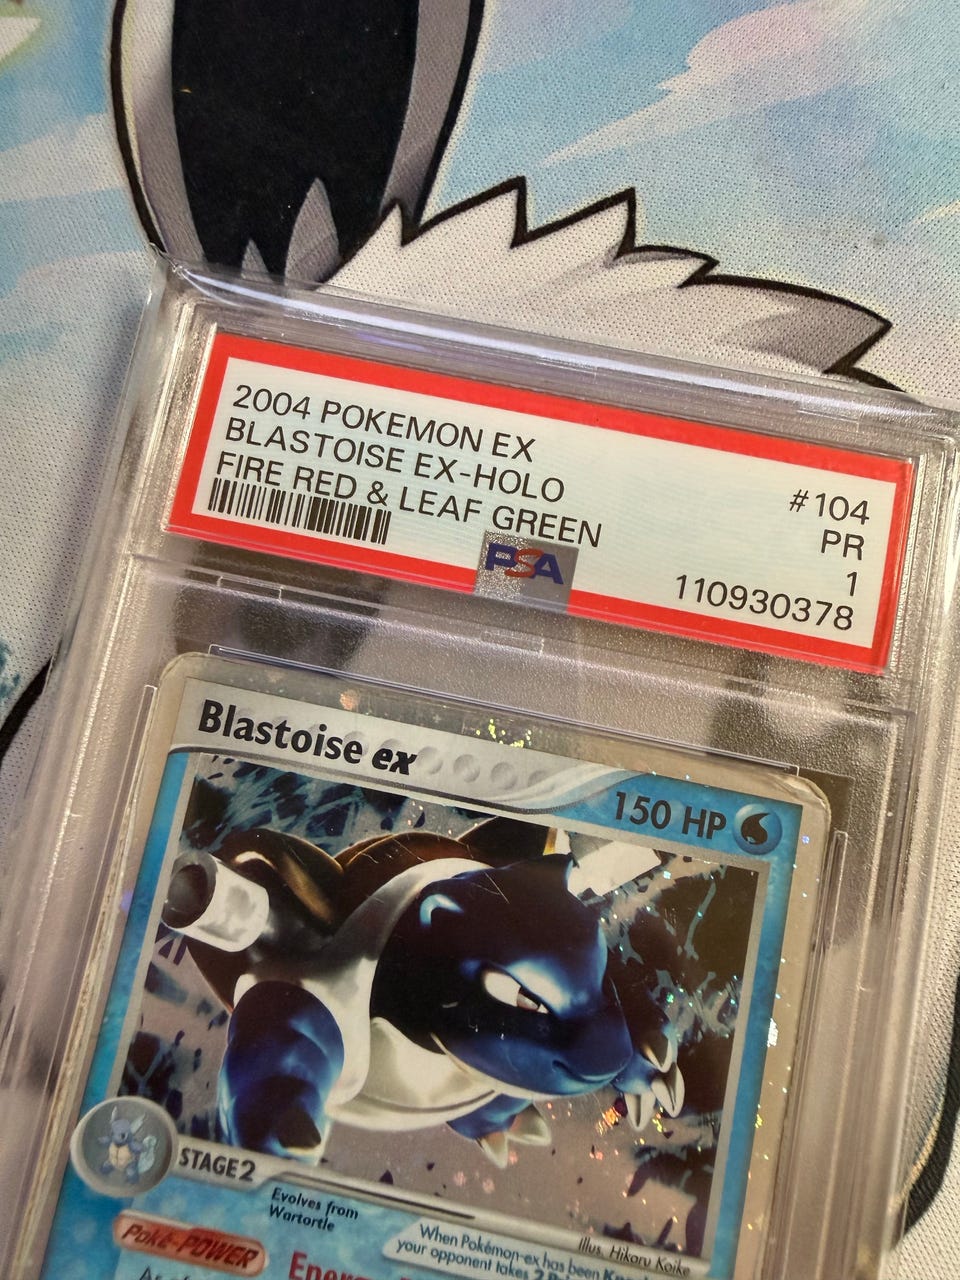 2004 POKEMON EX
BLASTOISE EX-HOLO
FIRE RED & LEAF GREEN
#104
PR
1
110930378
PSA
Blastoise ex
150 HP
STAGE2
Evolves from
Wartortle
Illus. Hikaru Koike
Poké-POWER
When Pokémon-ex has been
your opponent takes 2